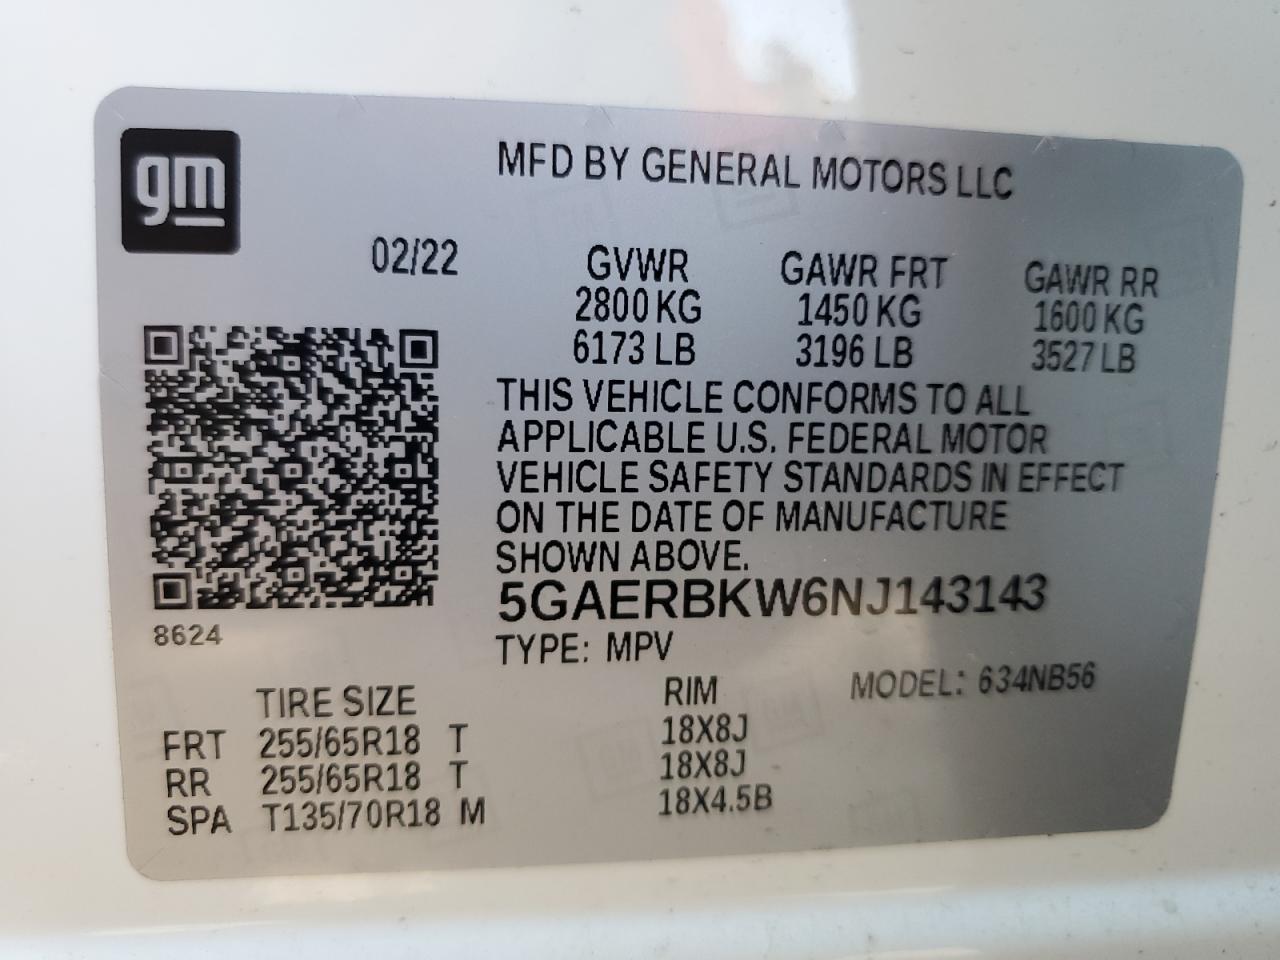 gm
MFD BY GENERAL MOTORS LLC
02/22
GVWR GAWR FRT GAWR RR
2800 KG 1450 KG 1600 KG
6173 LB 3196 LB 3527 LB
THIS VEHICLE CONFORMS TO ALL
APPLICABLE U.S. FEDERAL MOTOR
VEHICLE SAFETY STANDARDS IN EFFECT
ON THE DATE OF MANUFACTURE
SHOWN ABOVE.
5GAERBKW6NJ143143
8624
TYPE: MPV
MODEL: 634NB56
TIRE SIZE RIM
FRT 255/65R18 T 18X8J
RR 255/65R18 T 18X8J
SPA T135/70R18 M 18X4.5B